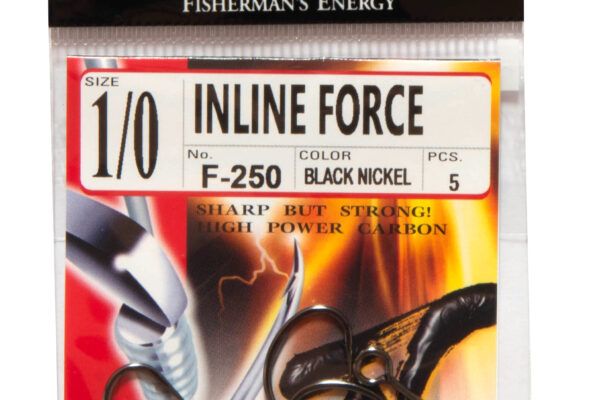 FISHERMAN'S ENERGY
SIZE
1/0
INLINE FORCE
No.
F-250
COLOR
BLACK NICKEL
PCS.
5
SHARP BUT STRONG!
HIGH POWER CARBON